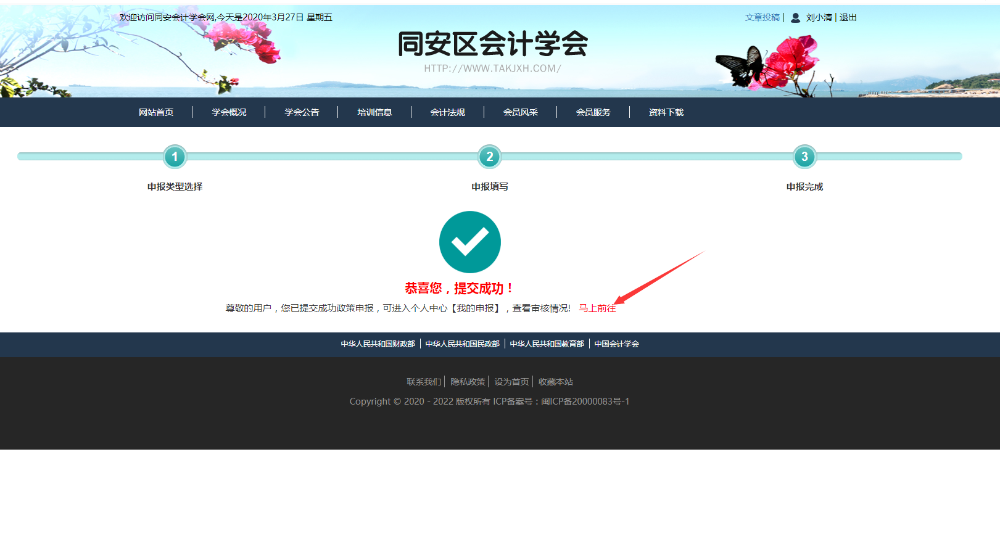 欢迎访问同安会计学会网,今天是2020年3月27日 星期五
文章投稿 | 刘小清 | 退出
同安区会计学会
HTTP://WWW.TAKJXH.COM/
网站首页 学会概况 学会公告 培训信息 会计法规 会员风采 会员服务 资料下载
1 2 3
申报类型选择 申报填写 申报完成
恭喜您，提交成功！
尊敬的用户，您已提交成功政策申报，可进入个人中心【我的申报】，查看审核情况! 马上前往
中华人民共和国财政部 | 中华人民共和国民政部 | 中华人民共和国教育部 | 中国会计学会
联系我们 | 隐私政策 | 设为首页 | 收藏本站
Copyright © 2020 - 2022 版权所有 ICP备案号：闽ICP备20000083号-1